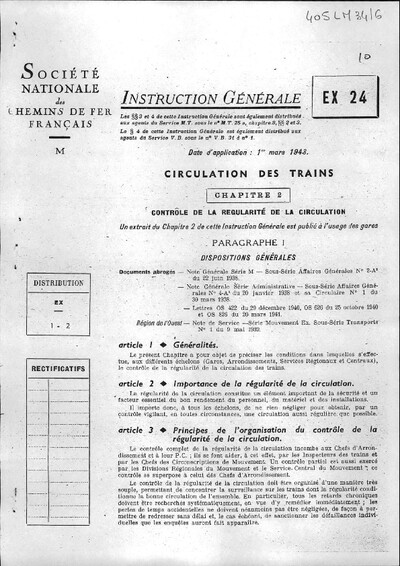 405LM34/6
10
SOCIÉTÉ
NATIONALE
des
CHEMINS DE FER
FRANÇAIS
M
INSTRUCTION GÉNÉRALE
EX 24
Les §§ 3 et 4 de cette Instruction Générale sont également distribués
aux agents du Service M.T. sous le n° M.T. 25 a, chapitre 5, §§ 2 et 3.
Le § 4 de cette Instruction Générale est également distribué aux
agents du Service V.B. sous le n° V.B. 31 d n° 1.
Date d'application : 1er mars 1943.
CIRCULATION DES TRAINS
CHAPITRE 2
CONTRÔLE DE LA REGULARITÉ DE LA CIRCULATION
Un extrait du Chapitre 2 de cette Instruction Générale est publié à l'usage des gares
PARAGRAPHE I
DISPOSITIONS GÉNÉRALES
Documents abrogés — Note Générale Série M — Sous-Série Affaires Générales N° 2-A
du 22 juin 1938.
— Note Générale Série Administrative — Sous-Série Affaires Géné-
rales N° 4-A du 20 janvier 1938 et sa Circulaire N° 1 du
30 mars 1938.
— Lettres OS 422 du 29 décembre 1940, OS 626 du 25 octobre 1940
et OS 826 du 20 mars 1941.
Région de l'Ouest — Note de Service — Série Mouvement Ex. Sous-Série Transports
N° 1 du 9 mai 1939.
DISTRIBUTION
EX
1 - 2
RECTIFICATIFS
article 1 ♦ Généralités.
Le présent Chapitre a pour objet de préciser les conditions dans lesquelles s'effec-
tue, aux différents échelons (Gares, Arrondissements, Services Régionaux et Centraux),
le contrôle de la régularité de la circulation des trains.
article 2 ♦ Importance de la régularité de la circulation.
La régularité de la circulation constitue un élément important de la sécurité et un
facteur essentiel du bon rendement du personnel, du matériel et des installations.
Il importe donc, à tous les échelons, de ne rien négliger pour obtenir, par un
contrôle vigilant, en toutes circonstances, une circulation aussi régulière que possible.
article 3 ♦ Principes de l'organisation du contrôle de la
régularité de la circulation.
Le contrôle complet de la régularité de la circulation incombe aux Chefs d'Arron-
dissement et à leur P.C. ; ils se font aider, à cet effet, par les Inspecteurs des trains et
par les Chefs de Circonscriptions de Mouvement. Un contrôle partiel est aussi exercé
par les Divisions Régionales du Mouvement et le Service Central du Mouvement ; ce
contrôle se superpose à celui des Chefs d'Arrondissement.
Le contrôle de la régularité de la circulation doit être organisé d'une manière très
souple, permettant de concentrer la surveillance sur les trains dont la régularité condi-
tionne la bonne circulation de l'ensemble. En particulier, tous les retards chroniques
doivent être recherchés systématiquement, en vue d'y remédier immédiatement ; les
pertes de temps accidentelles ne doivent néanmoins pas être négligées, de façon à per-
mettre de redresser sans délai et, le cas échéant, de sanctionner les défaillances indivi-
duelles que les enquêtes auront fait apparaître.